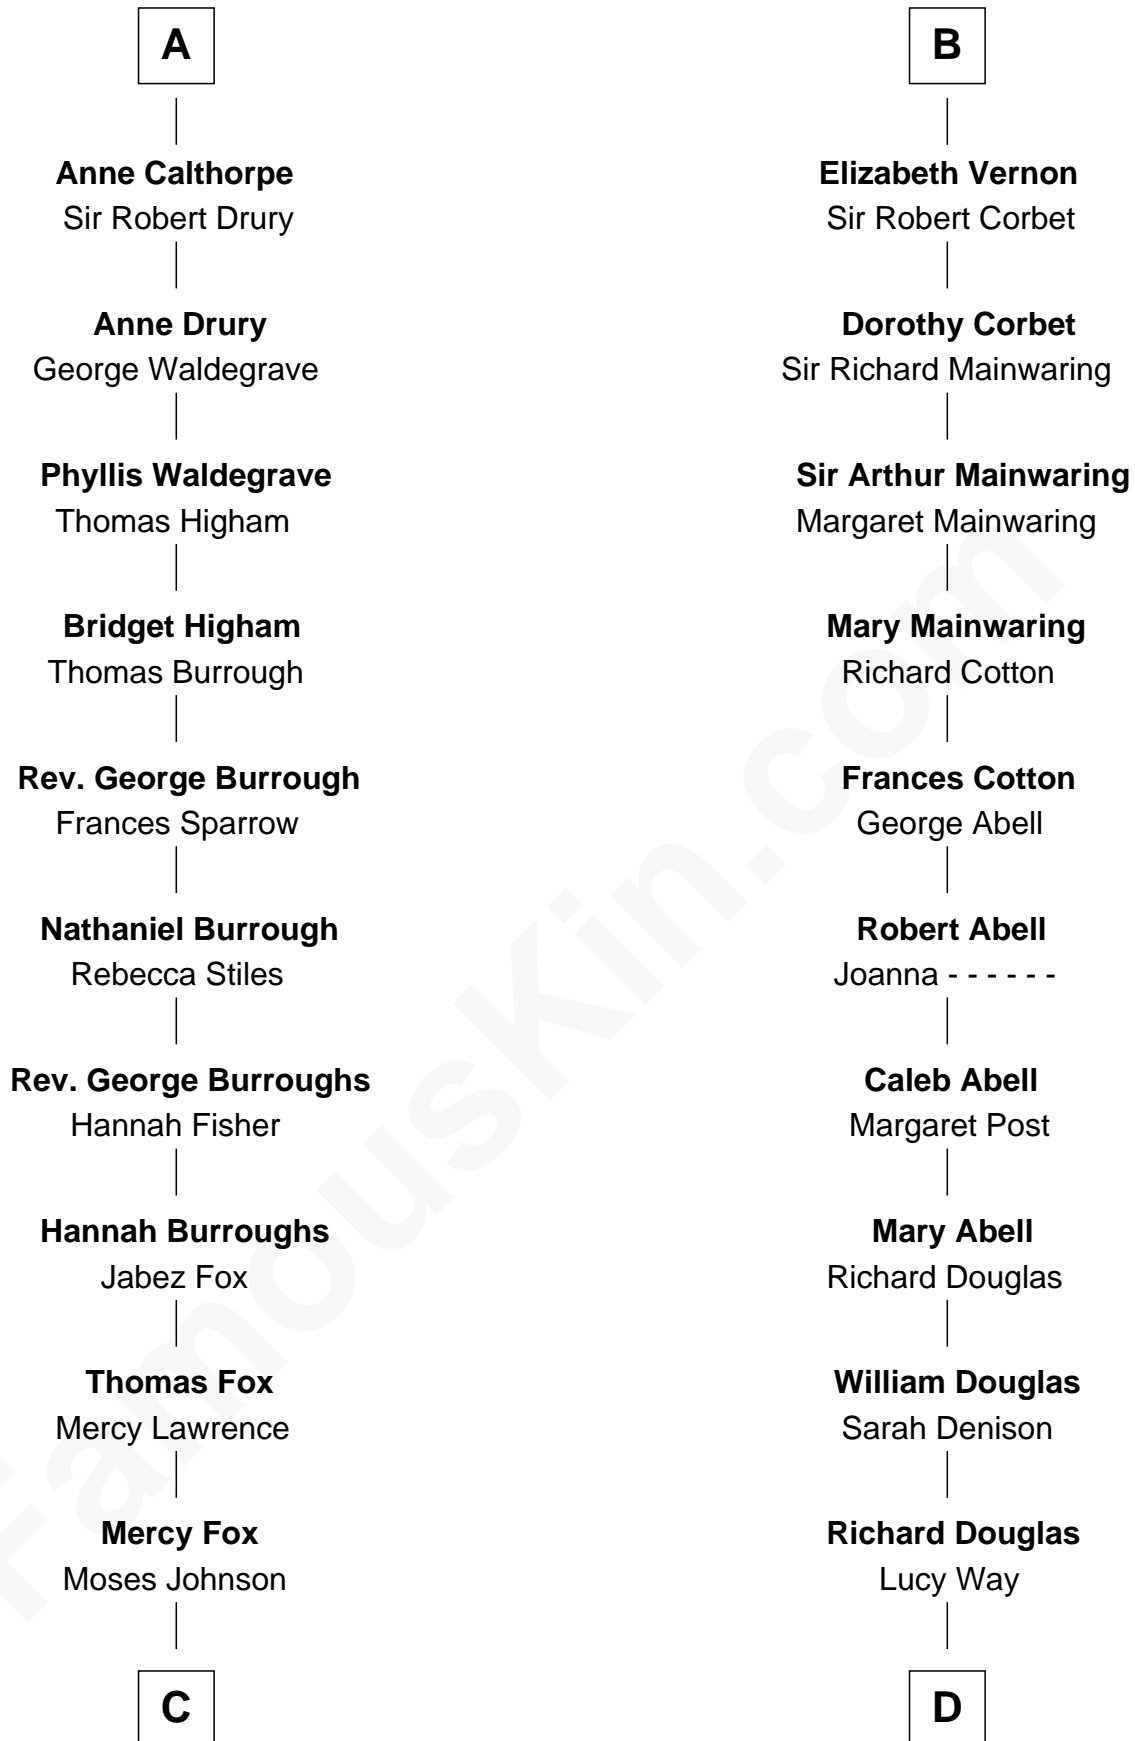 A
Anne Calthorpe
Sir Robert Drury
Anne Drury
George Waldegrave
Phyllis Waldegrave
Thomas Higham
Bridget Higham
Thomas Burrough
Rev. George Burrough
Frances Sparrow
Nathaniel Burrough
Rebecca Stiles
Rev. George Burroughs
Hannah Fisher
Hannah Burroughs
Jabez Fox
Thomas Fox
Mercy Lawrence
Mercy Fox
Moses Johnson
C
B
Elizabeth Vernon
Sir Robert Corbet
Dorothy Corbet
Sir Richard Mainwaring
Sir Arthur Mainwaring
Margaret Mainwaring
Mary Mainwaring
Richard Cotton
Frances Cotton
George Abell
Robert Abell
Joanna - - - - - -
Caleb Abell
Margaret Post
Mary Abell
Richard Douglas
William Douglas
Sarah Denison
Richard Douglas
Lucy Way
D
FamousKin.com